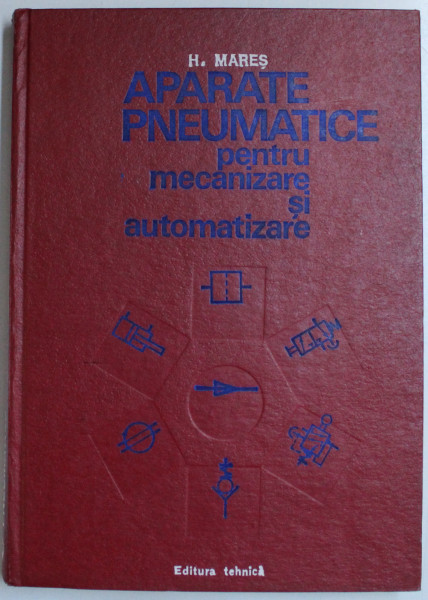 H. MAREȘ
APARATE
PNEUMATICE
pentru
mecanizare
și
automatizare
Editura tehnică